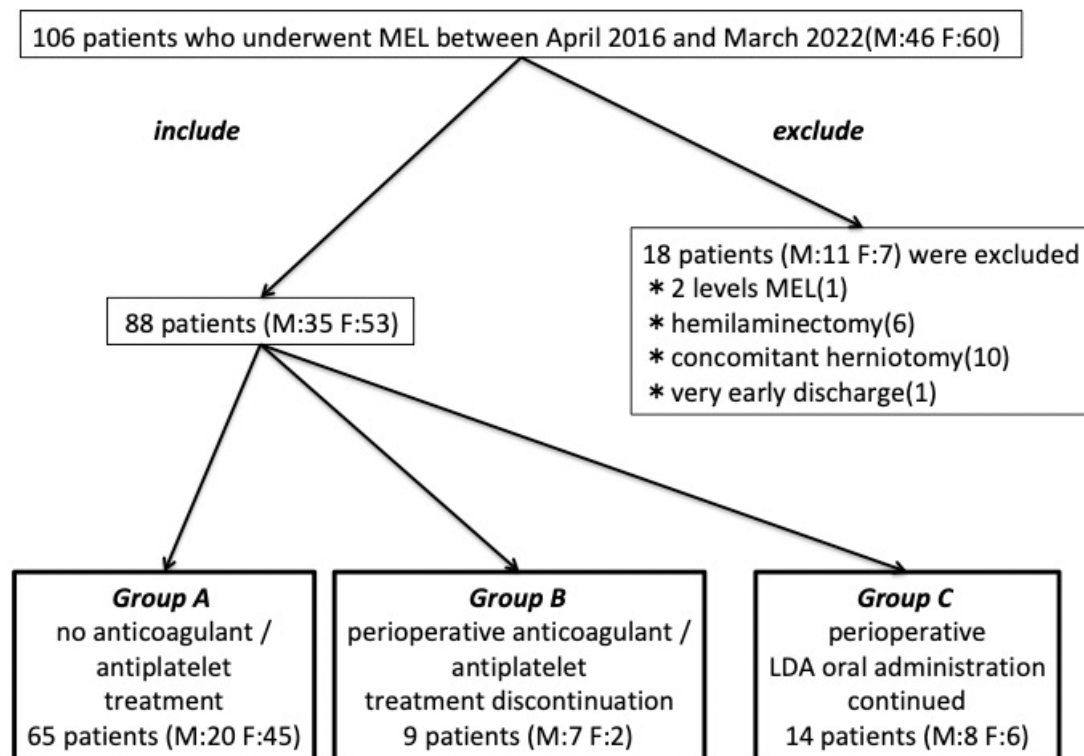 106 patients who underwent MEL between April 2016 and March 2022(M:46 F:60)
include
exclude
18 patients (M:11 F:7) were excluded
* 2 levels MEL(1)
* hemilaminectomy(6)
* concomitant herniotomy(10)
* very early discharge(1)
88 patients (M:35 F:53)
Group A
no anticoagulant /
antiplatelet
treatment
65 patients (M:20 F:45)
Group B
perioperative anticoagulant /
antiplatelet
treatment discontinuation
9 patients (M:7 F:2)
Group C
perioperative
LDA oral administration
continued
14 patients (M:8 F:6)